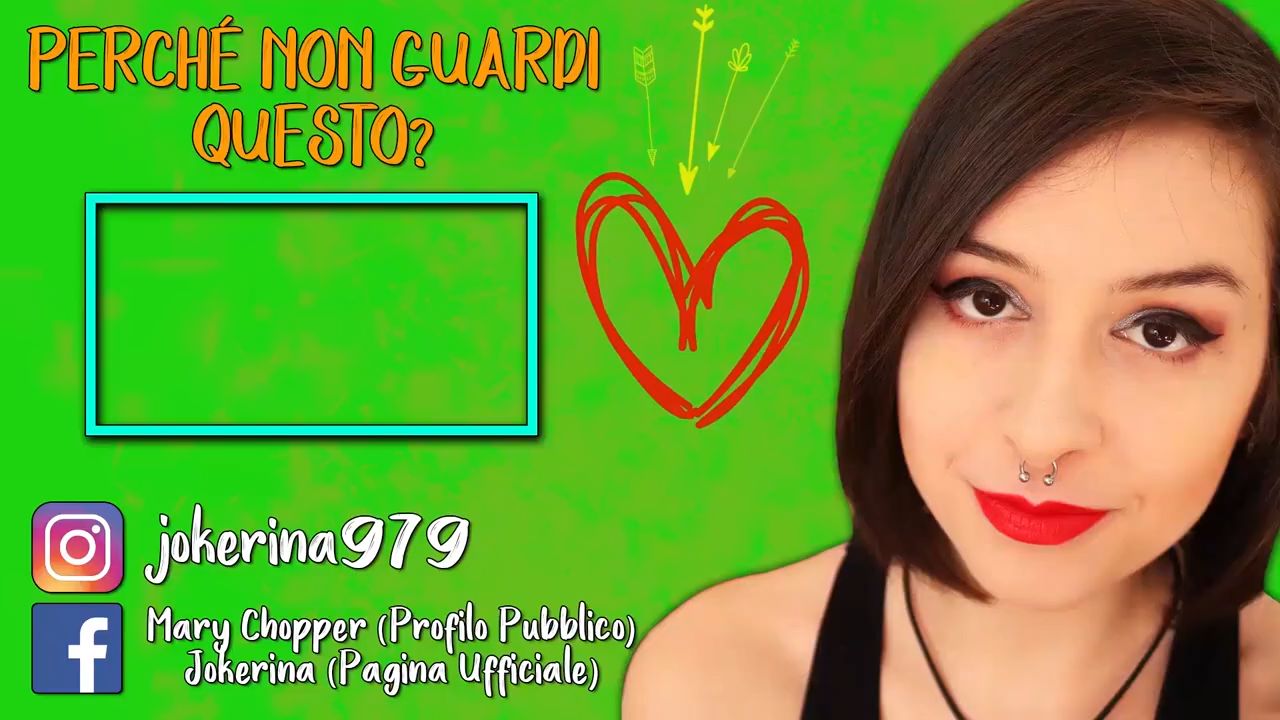 PERCHÉ NON GUARDI
QUESTO?
jokerina979
Mary Chopper (Profilo Pubblico)
Jokerina (Pagina Ufficiale)